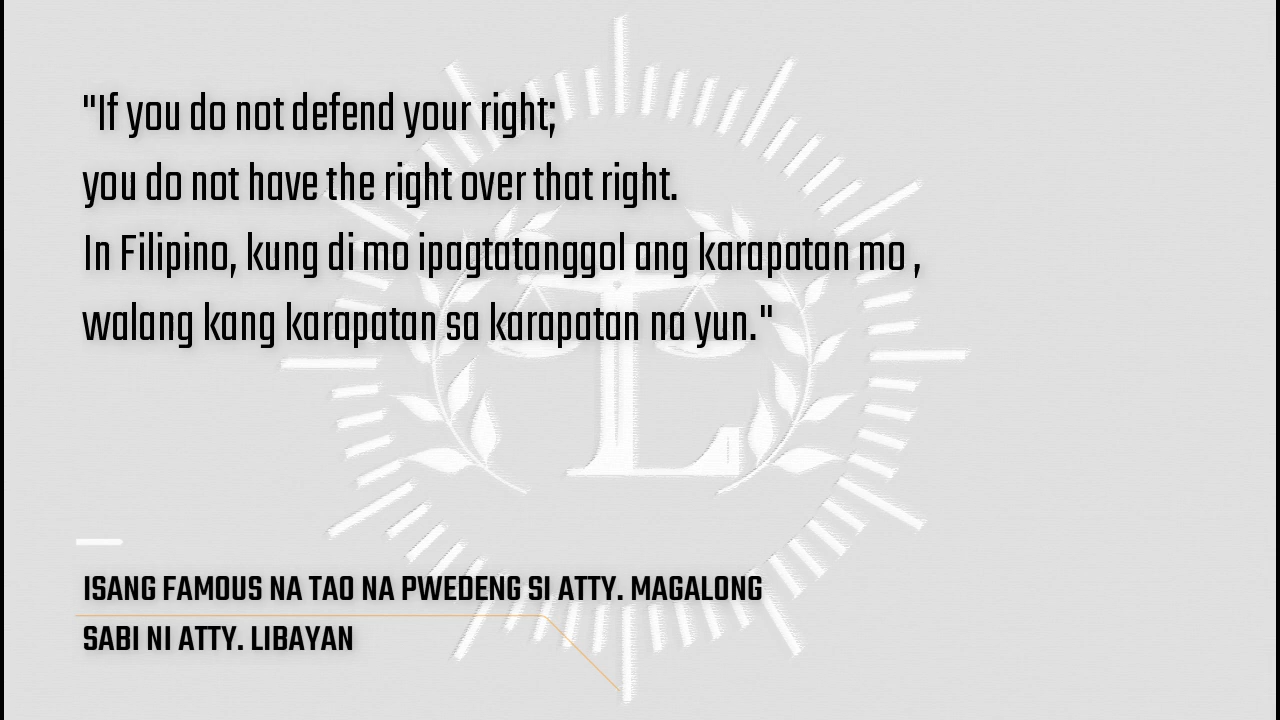 "If you do not defend your right;
you do not have the right over that right.
In Filipino, kung di mo ipagtatanggol ang karapatan mo ,
walang kang karapatan sa karapatan na yun."
L
ISANG FAMOUS NA TAO NA PWEDENG SI ATTY. MAGALONG
SABI NI ATTY. LIBAYAN